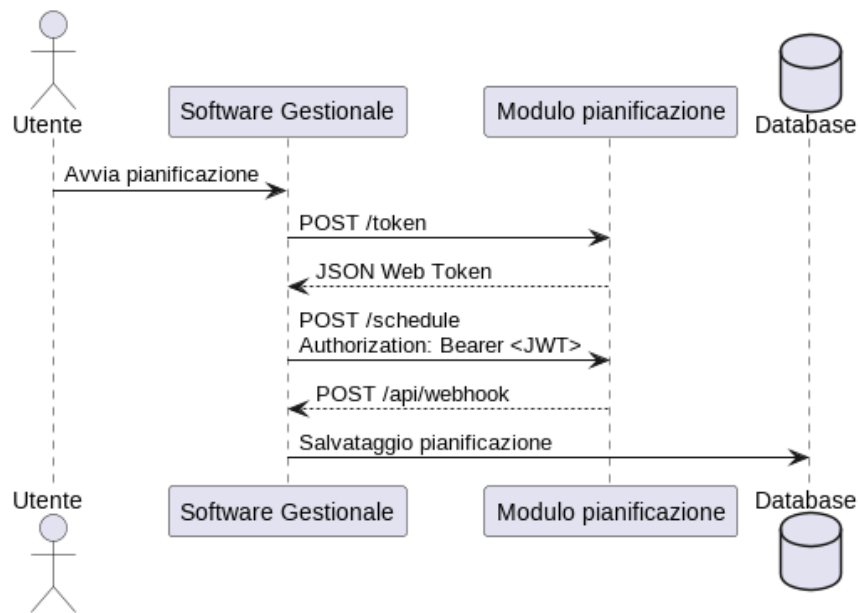 Utente
Software Gestionale
Modulo pianificazione
Database
Avvia pianificazione
POST /token
JSON Web Token
POST /schedule
Authorization: Bearer <JWT>
POST /api/webhook
Salvataggio pianificazione
Utente
Software Gestionale
Modulo pianificazione
Database